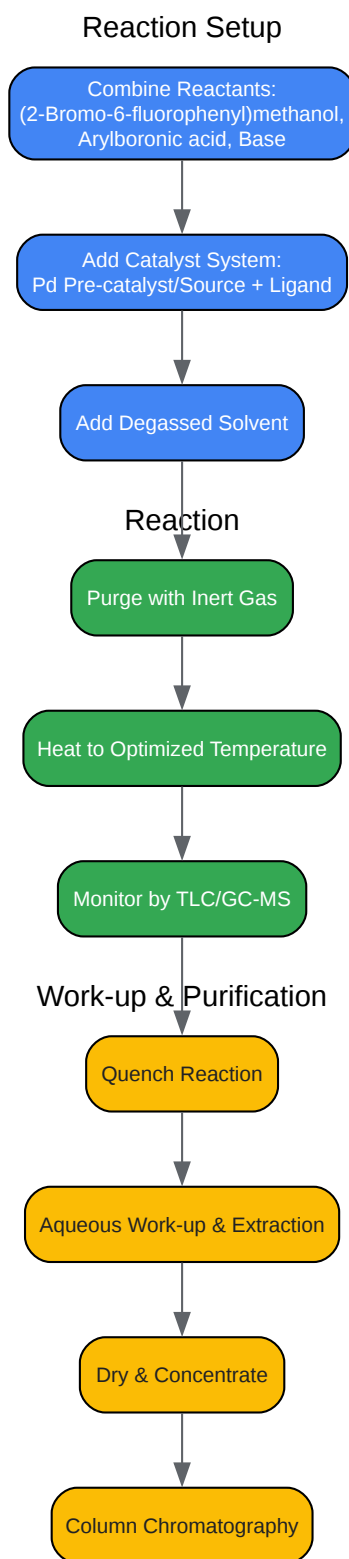 Reaction Setup
Combine Reactants:
(2-Bromo-6-fluorophenyl)methanol,
Arylboronic acid, Base
Add Catalyst System:
Pd Pre-catalyst/Source + Ligand
Add Degassed Solvent
Reaction
Purge with Inert Gas
Heat to Optimized Temperature
Monitor by TLC/GC-MS
Work-up & Purification
Quench Reaction
Aqueous Work-up & Extraction
Dry & Concentrate
Column Chromatography